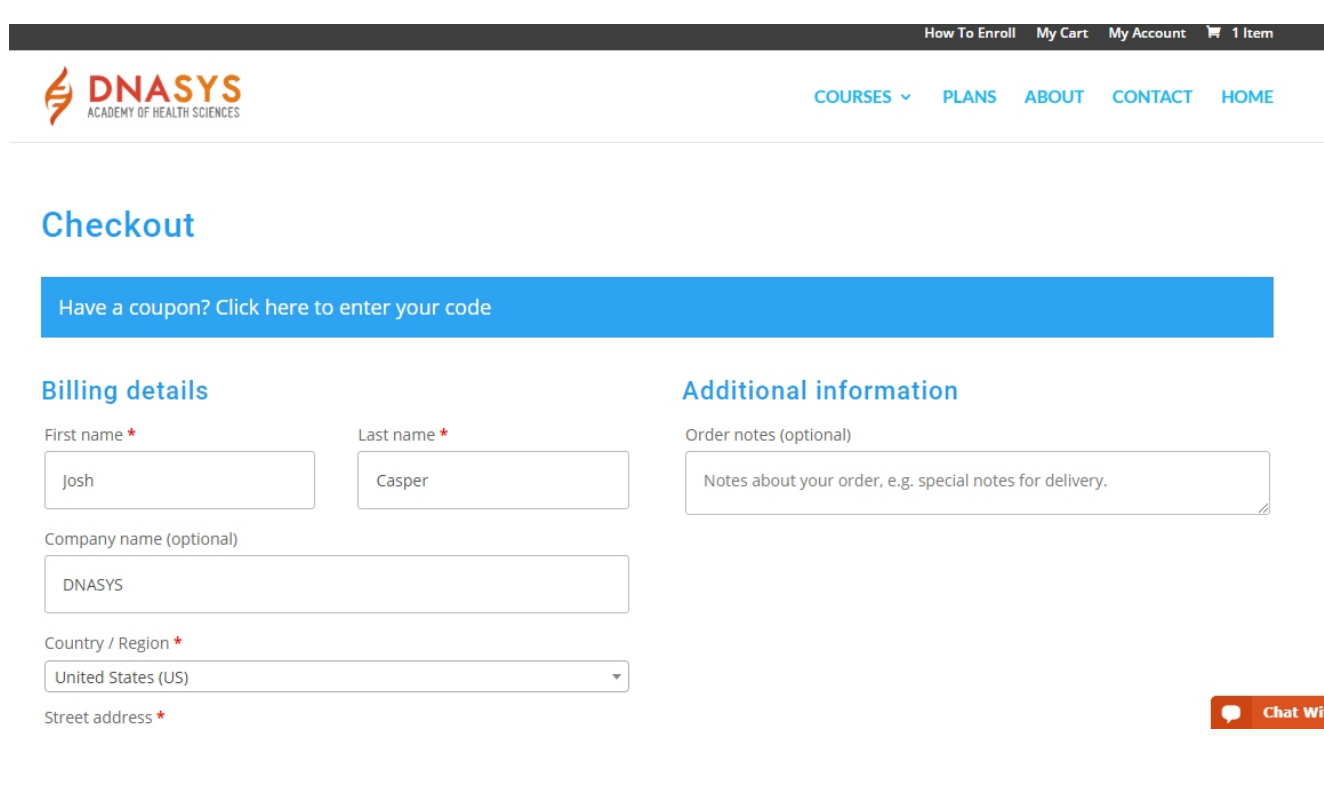 How To Enroll My Cart My Account 1 Item
DNASYS
ACADEMY OF HEALTH SCIENCES
COURSES PLANS ABOUT CONTACT HOME
Checkout
Have a coupon? Click here to enter your code
Billing details
First name * Last name *
Josh Casper
Company name (optional)
DNASYS
Country / Region *
United States (US)
Street address *
Additional information
Order notes (optional)
Notes about your order, e.g. special notes for delivery.
Chat Wi